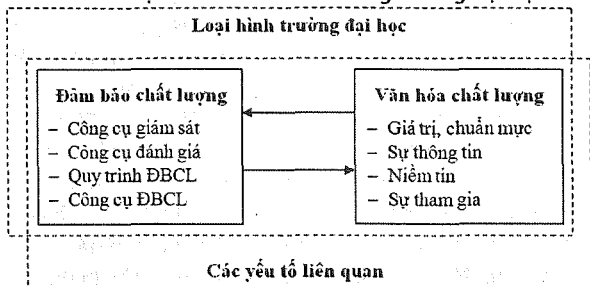 Loại hình trường đại học
Đảm bảo chất lượng
– Công cụ giám sát
– Công cụ đánh giá
– Quy trình ĐBCL
– Công cụ ĐBCL
Văn hóa chất lượng
– Giá trị, chuẩn mực
– Sự thông tin
– Niềm tin
– Sự tham gia
Các yếu tố liên quan